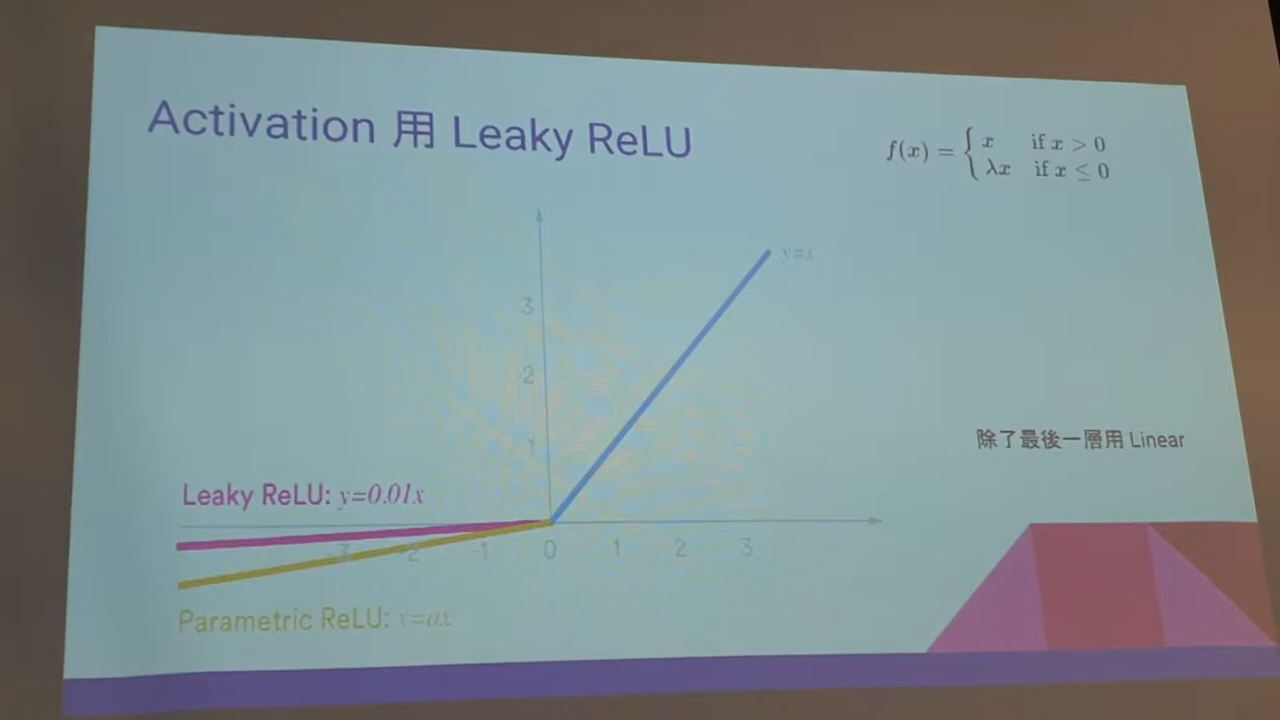 Activation 用 Leaky ReLU
f(x) = { x if x > 0
λx if x ≤ 0
y=x
3
2
1
除了最後一層用 Linear
Leaky ReLU: y=0.01x
-3 -2 -1 0 1 2 3
Parametric ReLU: y=ax